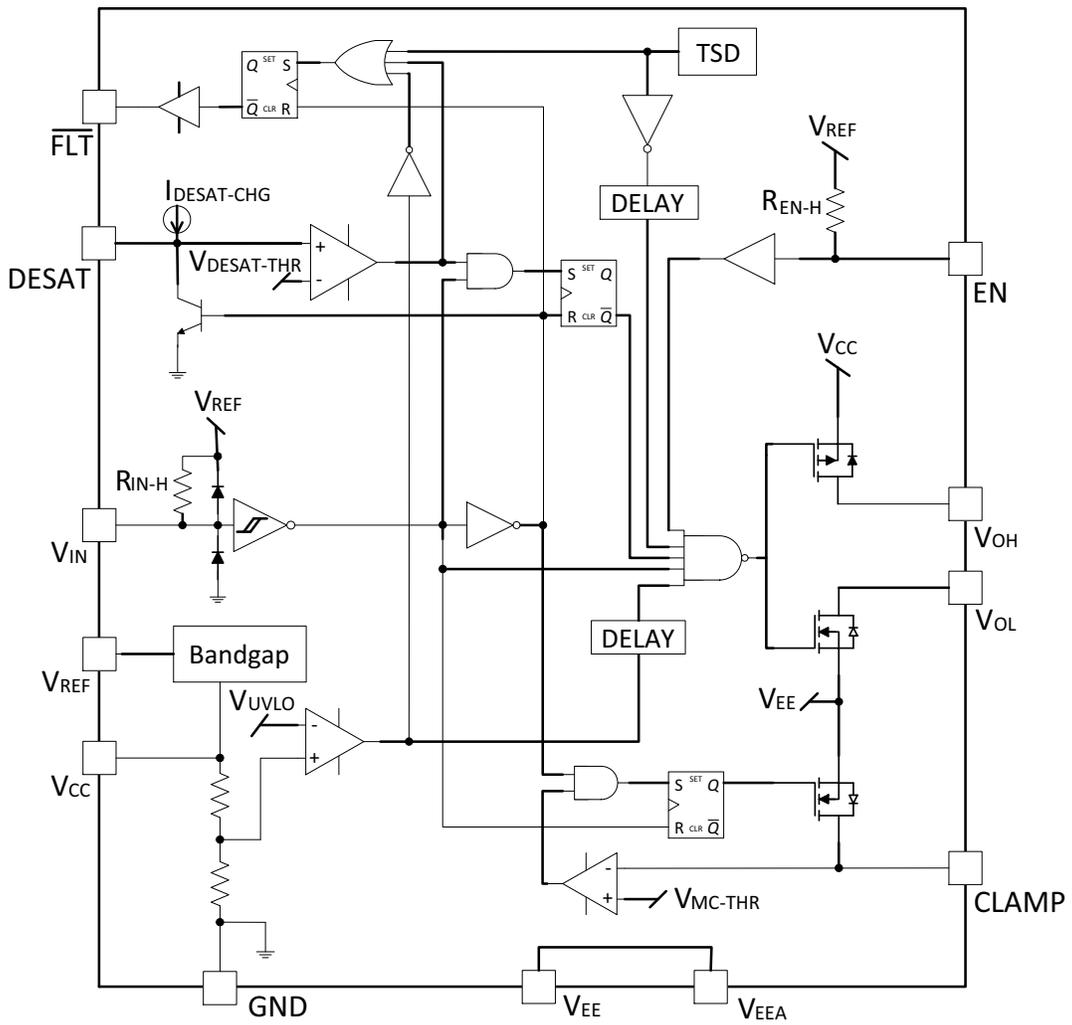 TSD
Q SET S
Q CLR R
FLT
VREF
IDESAT-CHG
DELAY
REN-H
DESAT
VDESAT-THR
+
-
S SET Q
R CLR Q
EN
VCC
VREF
RIN-H
VIN
VOH
VOL
DELAY
VREF
Bandgap
VUVLO
-
+
VEE
VCC
S SET Q
R CLR Q
-
+
VMC-THR
CLAMP
GND
VEE
VEEA